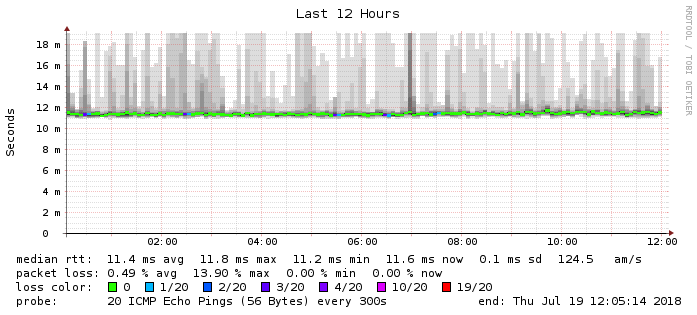 Last 12 Hours
RRDTOOL / TOBI OETIKER
Seconds
18 m
16 m
14 m
12 m
10 m
8 m
6 m
4 m
2 m
0
02:00 04:00 06:00 08:00 10:00 12:00
median rtt: 11.4 ms avg 11.8 ms max 11.2 ms min 11.6 ms now 0.1 ms sd 124.5 am/s
packet loss: 0.49 % avg 13.90 % max 0.00 % min 0.00 % now
loss color: 0 1/20 2/20 3/20 4/20 10/20 19/20
probe: 20 ICMP Echo Pings (56 Bytes) every 300s end: Thu Jul 19 12:05:14 2018